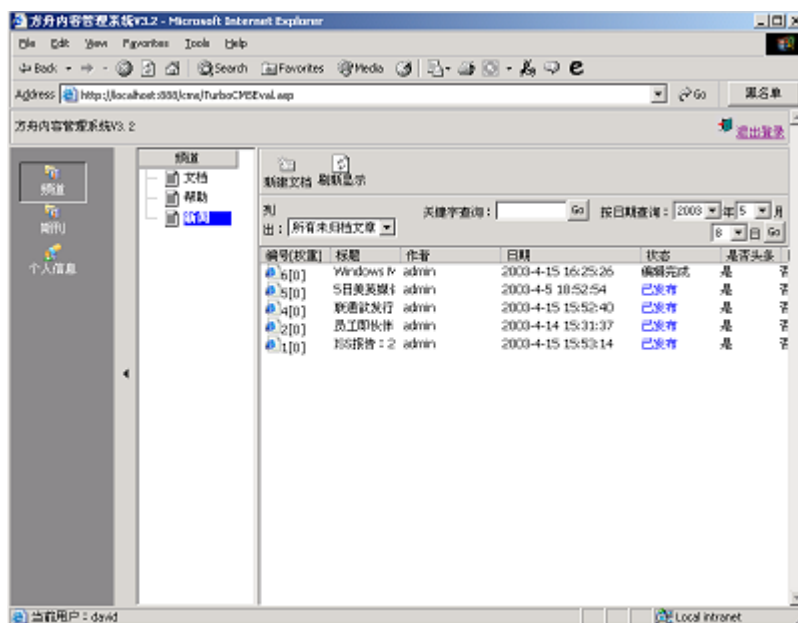 方舟内容管理系统V3.2 - Microsoft Internet Explorer
File Edit View Favorites Tools Help
Back Search Favorites Media
Address http://localhost:888/cms/TurboCMSEval.asp Go 黑名单
方舟内容管理系统V3.2 退出登录
频道
期刊
个人信息
频道
文档
帮助
新闻
新建文档 刷新显示
列
出：所有未归档文章 关键字查询： Go 按日期查询：2003 年 5 月
8 日 Go
编号[权重] 标题 作者 日期 状态 是否头条
6[0] Windows admin 2003-4-15 16:25:26 编辑完成 是 否
5[0] 5日美英媒 admin 2003-4-5 18:52:54 已发布 是 否
4[0] 联通欲发行 admin 2003-4-15 15:52:40 已发布 是 否
2[0] 员工即伙伴 admin 2003-4-14 15:31:37 已发布 是 否
1[0] ISS报告：2 admin 2003-4-15 15:53:14 已发布 是 否
当前用户：david Local intranet